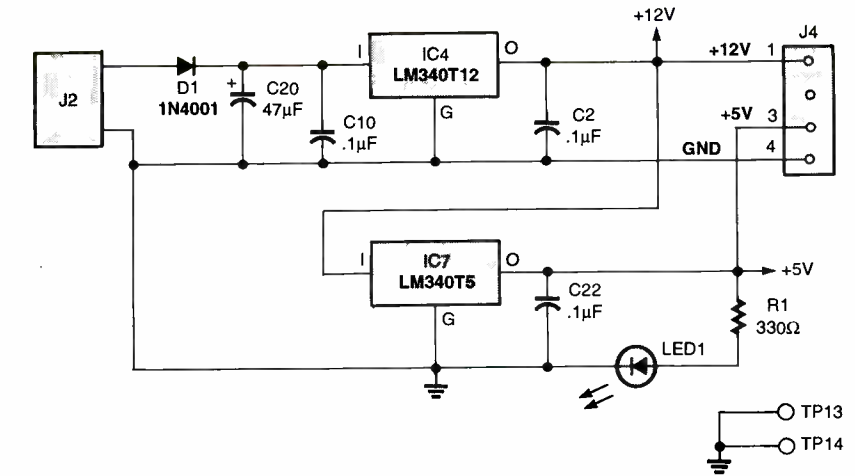 +12V
J4
J2
D1
1N4001
+
C20
47µF
C10
.1µF
I
IC4
LM340T12
O
G
C2
.1µF
+12V
1
+5V
3
GND
4
I
IC7
LM340T5
O
G
C22
.1µF
+5V
R1
330Ω
LED1
TP13
TP14